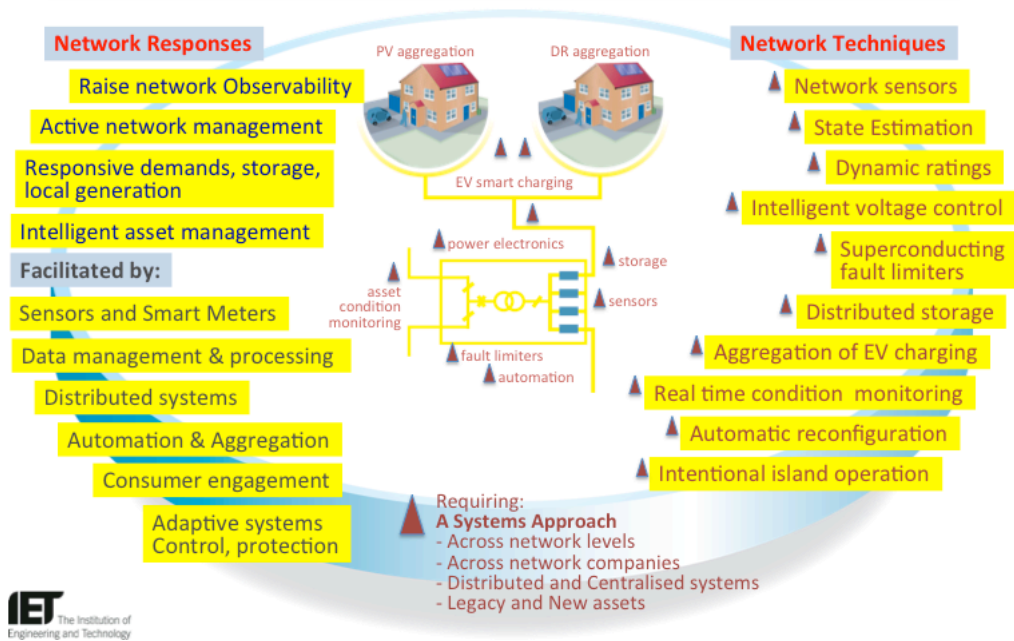 Network Responses
Raise network Observability
Active network management
Responsive demands, storage,
local generation
Intelligent asset management
Facilitated by:
Sensors and Smart Meters
Data management & processing
Distributed systems
Automation & Aggregation
Consumer engagement
Adaptive systems
Control, protection
PV aggregation
DR aggregation
EV smart charging
power electronics
storage
asset
condition
monitoring
sensors
fault limiters
automation
Network Techniques
Network sensors
State Estimation
Dynamic ratings
Intelligent voltage control
Superconducting
fault limiters
Distributed storage
Aggregation of EV charging
Real time condition monitoring
Automatic reconfiguration
Intentional island operation
Requiring:
A Systems Approach
- Across network levels
- Across network companies
- Distributed and Centralised systems
- Legacy and New assets
IET The Institution of
Engineering and Technology